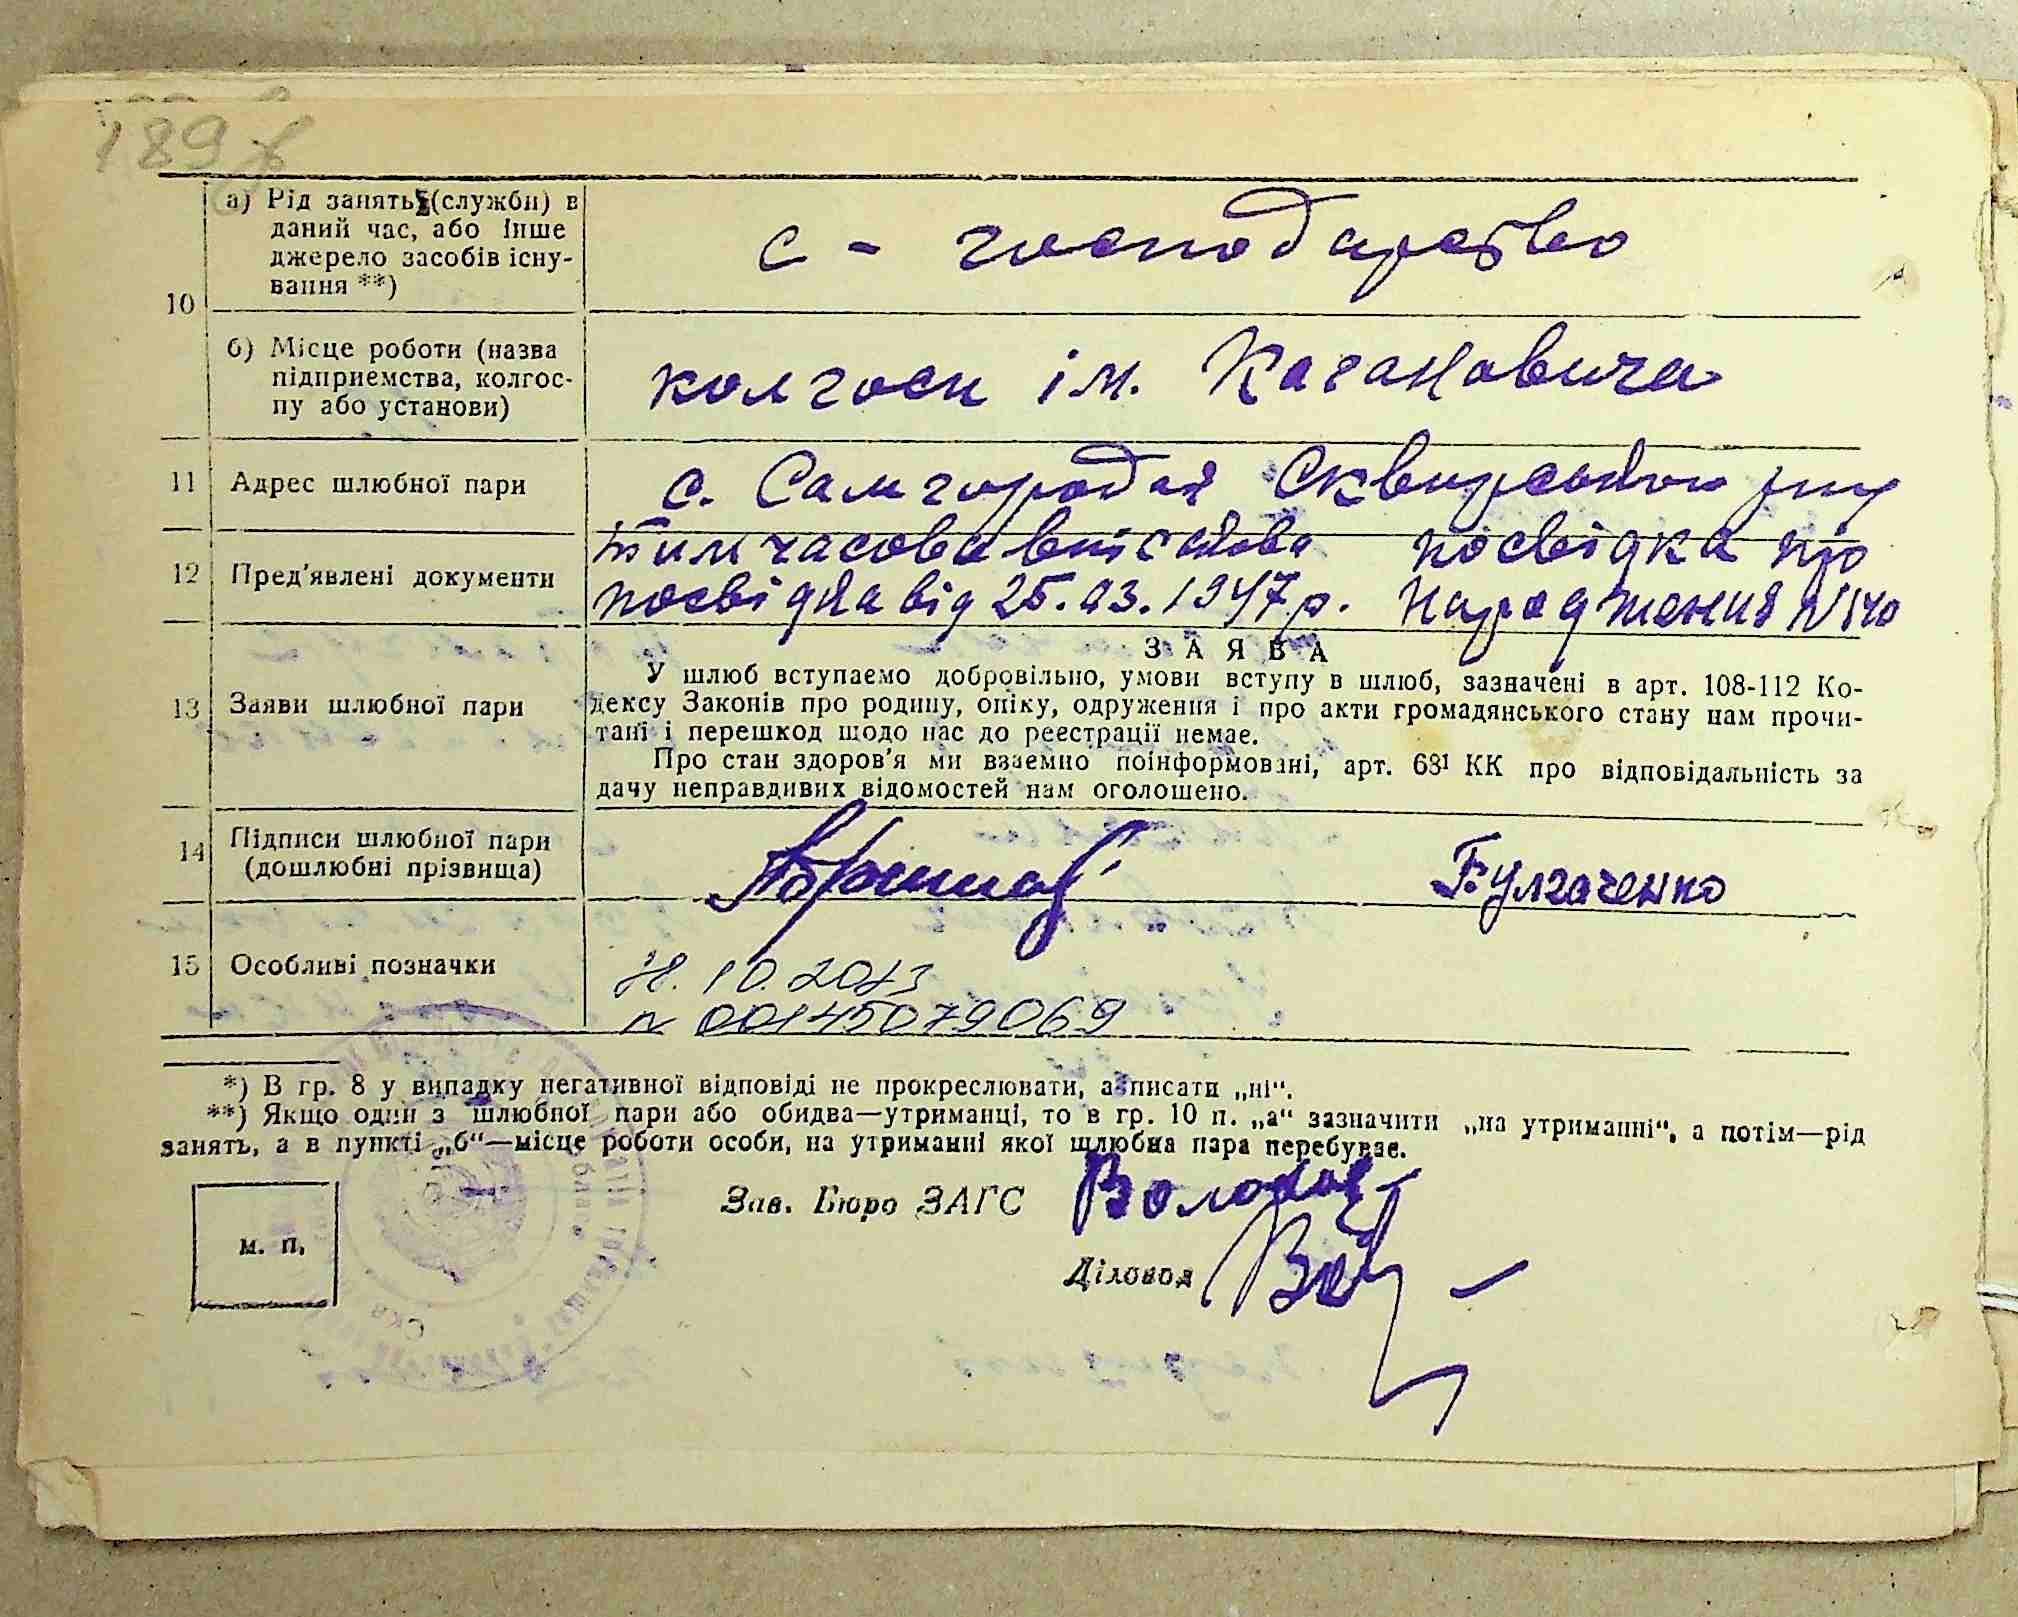 189
а) Рід занять (служби) в
даний час, або інше
джерело засобів існу-
вання **)
с - господарство
10
б) Місце роботи (назва
підприємства, колгос-
пу або установи)
колгосп ім. Кагановича
11 Адрес шлюбної пари
с. Самгородок Сквирського р-ну
12 Пред'явлені документи
тимчасова військова посвідка про
посвідка від 25.03.1947 р. народження №140
13 Заяви шлюбної пари
ЗАЯВА
У шлюб вступаємо добровільно, умови вступу в шлюб, зазначені в арт. 108-112 Ко-
дексу Законів про родину, опіку, одруження і про акти громадянського стану нам прочи-
тані і перешкод щодо нас до реєстрації немає.
Про стан здоров'я ми взаємно поінформовані, арт. 68¹ КК про відповідальність за
дачу неправдивих відомостей нам оголошено.
14 Підписи шлюбної пари
(дошлюбні прізвища)
Булгаченко
15 Особливі позначки
.10.2013
N 00145079069
*) В гр. 8 у випадку негативної відповіді не прокреслювати, а писати „ні“.
**) Якщо один з шлюбної пари або обидва—утриманці, то в гр. 10 п. „а“ зазначити „на утриманні“, а потім—рід
занять, а в пункті „б“—місце роботи особи, на утриманні якої шлюбна пара перебуває.
Зав. Бюро ЗАГС
м. п.
Діловод